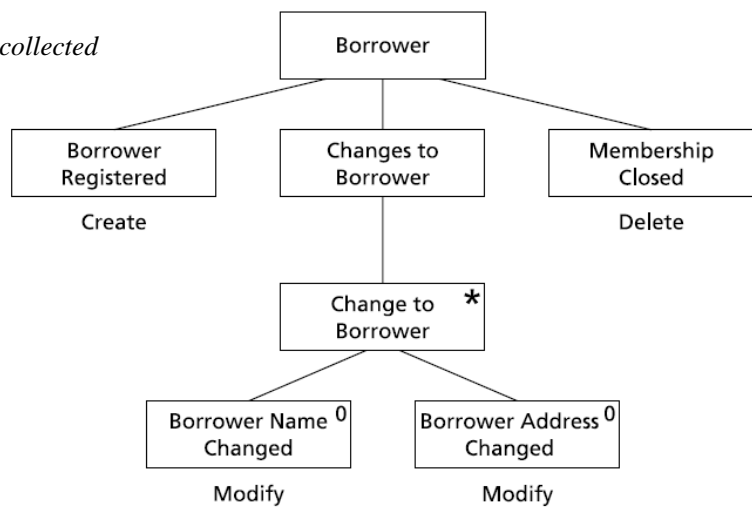 collected
Borrower
Borrower
Registered
Changes to
Borrower
Membership
Closed
Create
Delete
Change to *
Borrower
Borrower Name 0
Changed
Borrower Address 0
Changed
Modify
Modify